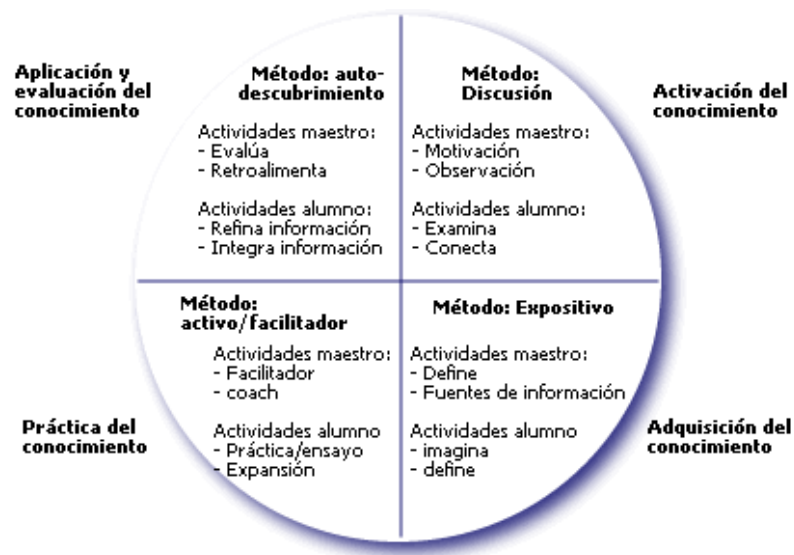 Aplicación y
evaluación del
conocimiento
Método: auto-
descubrimiento
Actividades maestro:
- Evalúa
- Retroalimenta
Actividades alumno:
- Refina información
- Integra información
Método:
Discusión
Actividades maestro:
- Motivación
- Observación
Actividades alumno:
- Examina
- Conecta
Activación del
conocimiento
Práctica del
conocimiento
Método:
activo/facilitador
Actividades maestro:
- Facilitador
- coach
Actividades alumno
- Práctica/ensayo
- Expansión
Método: Expositivo
Actividades maestro:
- Define
- Fuentes de información
Actividades alumno
- imagina
- define
Adquisición del
conocimiento